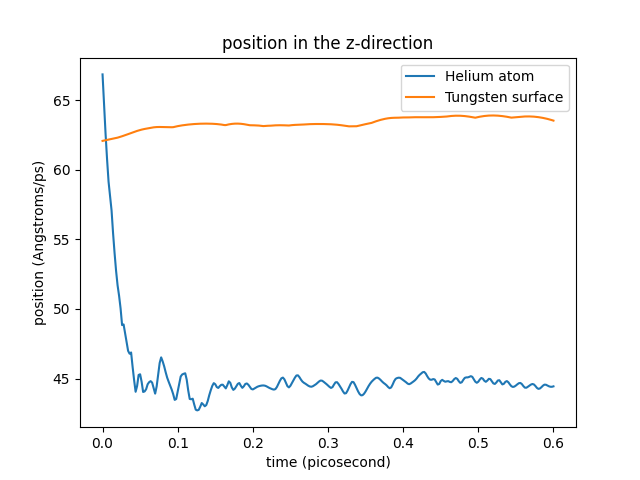 position in the z-direction
Helium atom
Tungsten surface
position (Angstroms/ps)
65
60
55
50
45
0.0 0.1 0.2 0.3 0.4 0.5 0.6
time (picosecond)